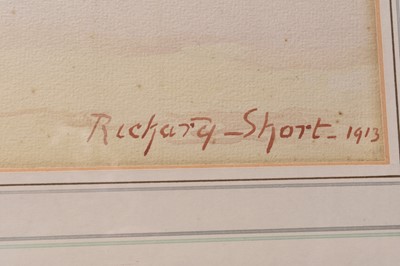 Richard - Short - 1913